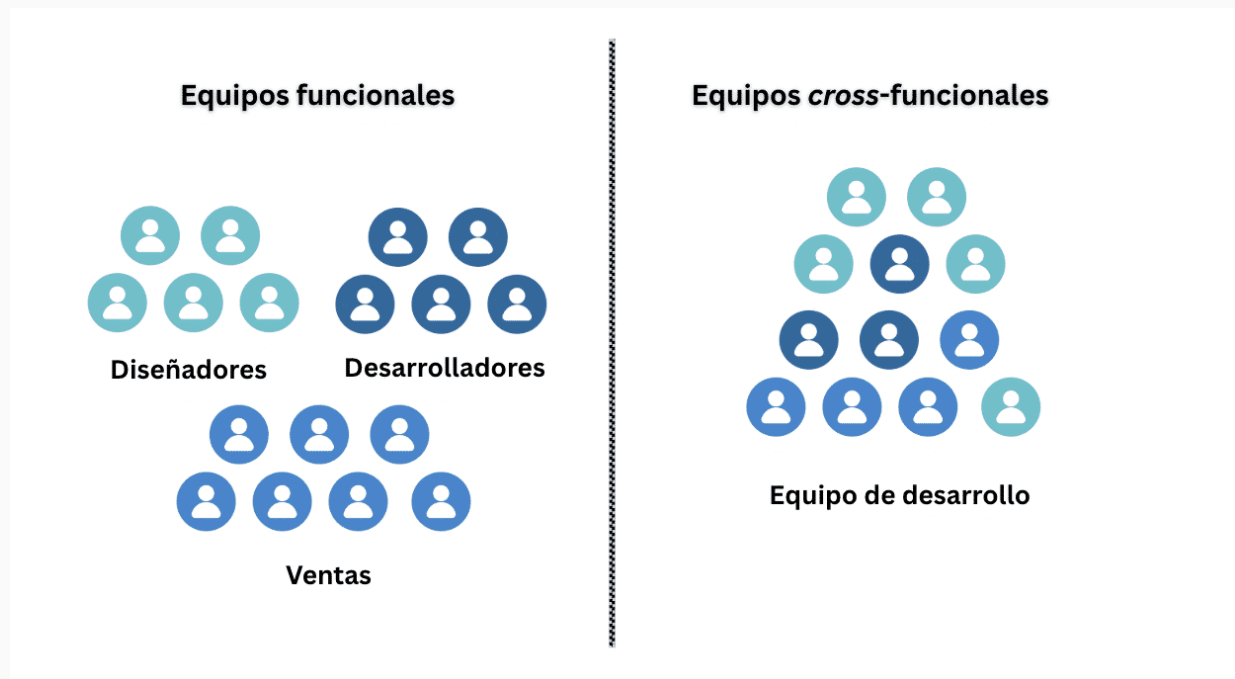 Equipos funcionales
Diseñadores
Desarrolladores
Ventas
Equipos cross-funcionales
Equipo de desarrollo